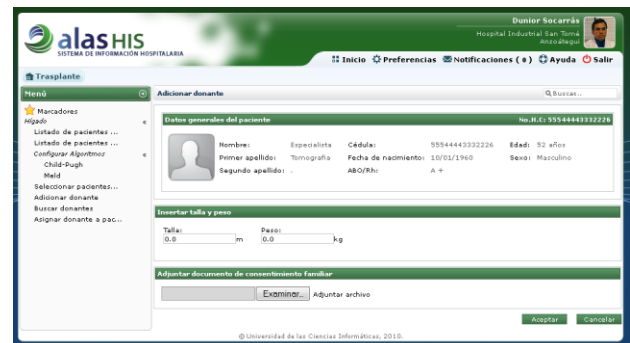 alas HIS
SISTEMA DE INFORMACIÓN HOSPITALARIA
Dunior Socarrás
Hospital Industrial San Tomé
Anzoátegui
Inicio Preferencias Notificaciones ( 0 ) Ayuda Salir
Trasplante
Menú
Marcadores
Hígado
Listado de pacientes ...
Listado de pacientes ...
Configurar Algoritmos
Child-Pugh
Meld
Seleccionar pacientes...
Adicionar donante
Buscar donantes
Asignar donante a pac...
Adicionar donante
Buscar..
Datos generales del paciente No.H.C: 55544443332226
Nombre: Especialista Cédula: 55544443332226 Edad: 52 años
Primer apellido: Tomografia Fecha de nacimiento: 10/01/1960 Sexo: Masculino
Segundo apellido: . ABO/Rh: A +
Insertar talla y peso
Talla: Peso:
0.0 m 0.0 kg
Adjuntar documento de consentimiento familiar
Examinar... Adjuntar archivo
Aceptar Cancelar
@ Universidad de las Ciencias Informáticas, 2010.